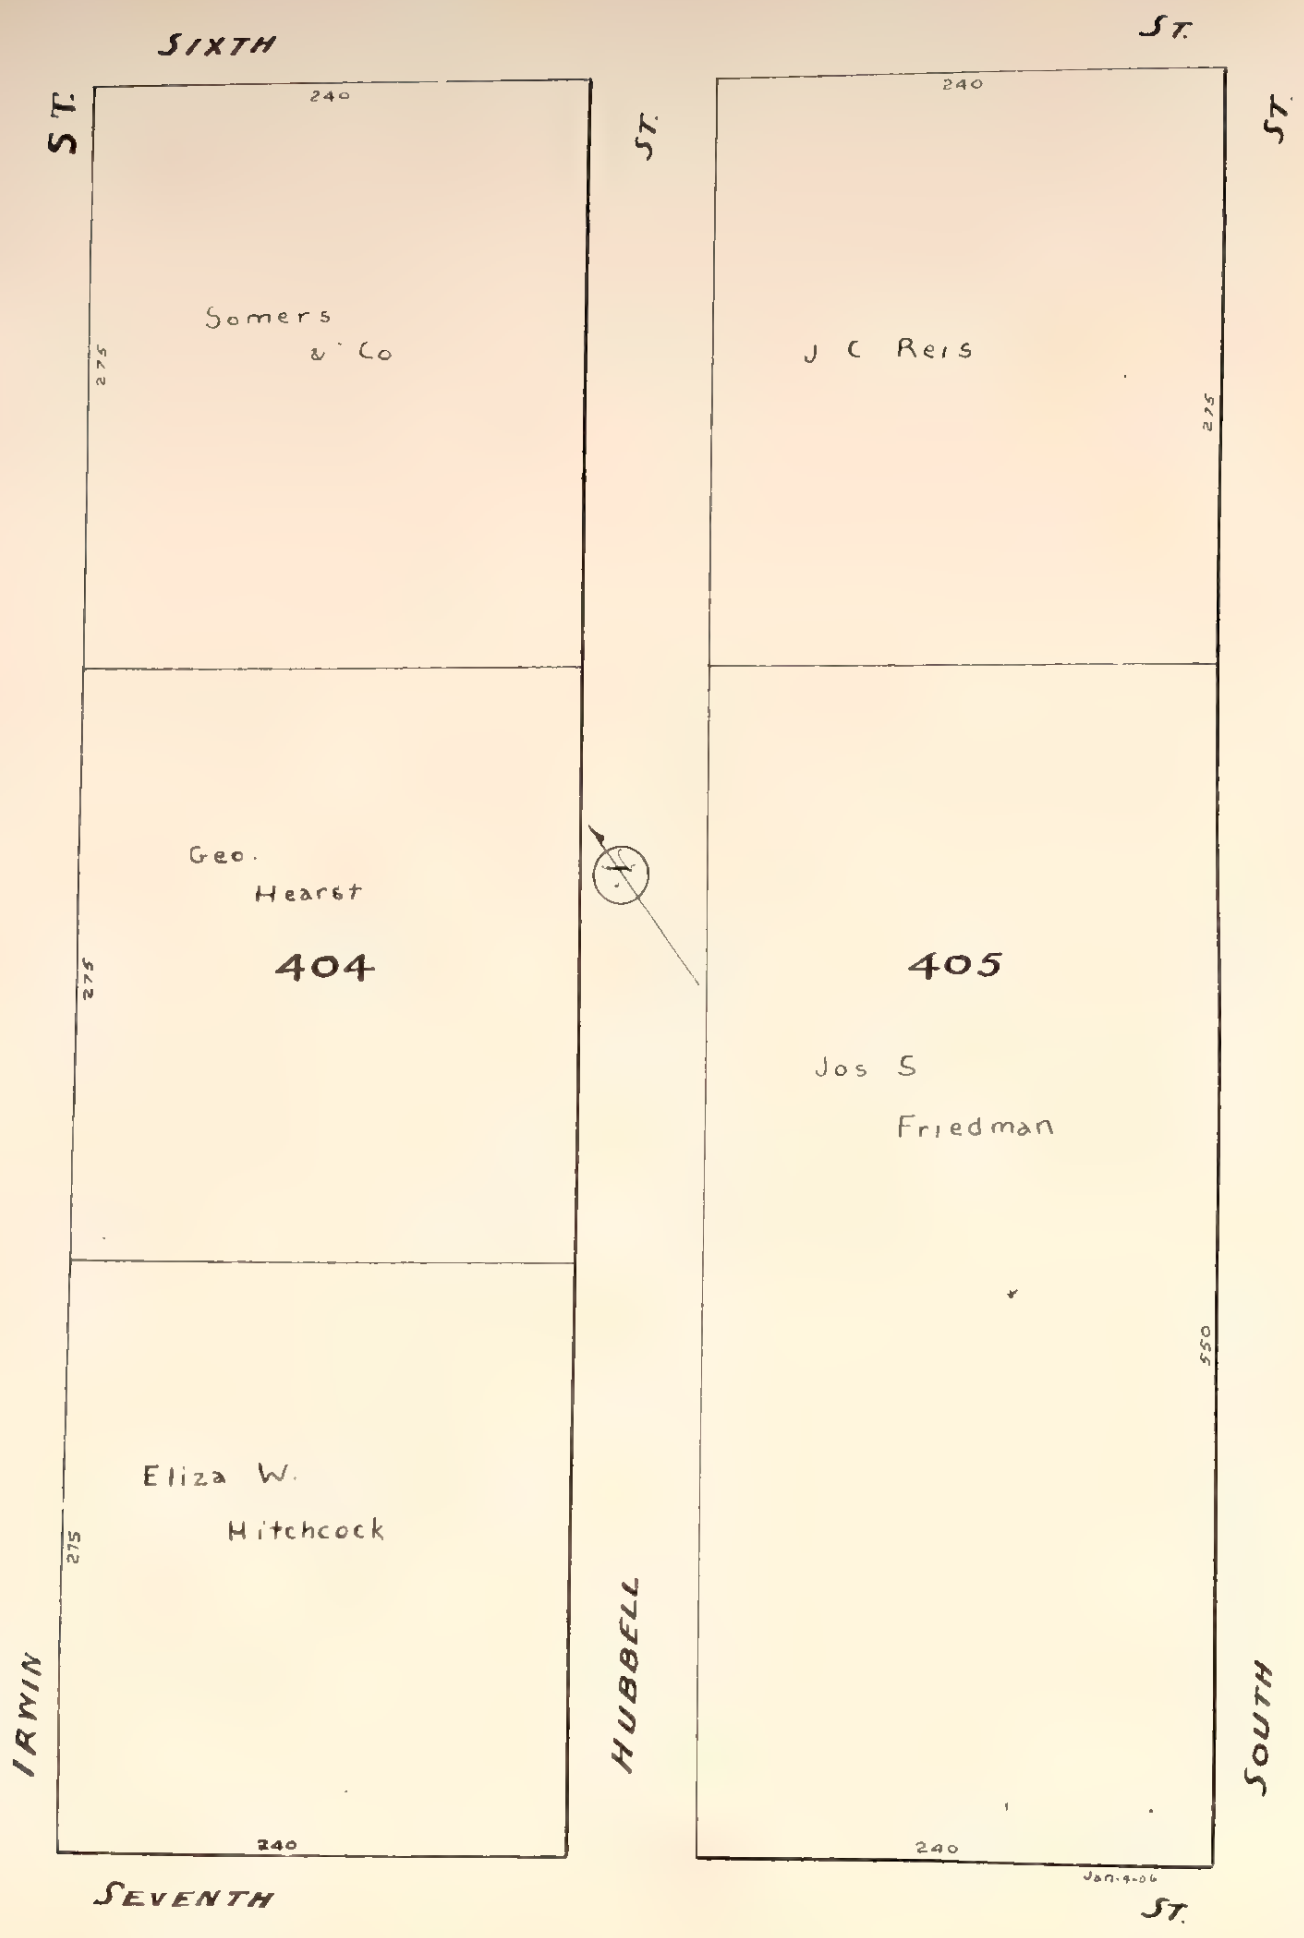 SIXTH ST.
ST.
ST.
ST.
240
240
Somers
& Co
275
J C Reis
275
Geo.
Hearst
404
275
N.
405
Jos S
Friedman
550
Eliza W.
Hitchcock
275
IRWIN
HUBBELL
SOUTH
240
240
Jan-4-06
SEVENTH ST.